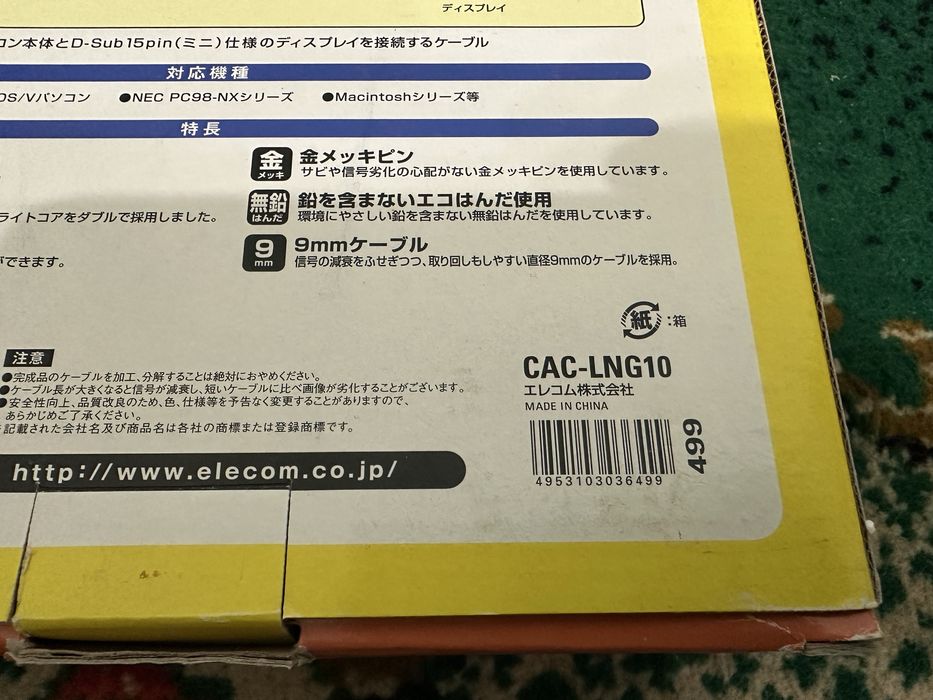 ディスプレイ
コン本体とD-Sub15pin(ミニ)仕様のディスプレイを接続するケーブル
対応機種
OS/Vパソコン ●NEC PC98-NXシリーズ ●Macintoshシリーズ等
特長
金
メッキ
金メッキピン
サビや信号劣化の心配がない金メッキピンを使用しています。
ライトコアをダブルで採用しました。
無鉛
はんだ
鉛を含まないエコはんだ使用
環境にやさしい鉛を含まない無鉛はんだを使用しています。
ができます。
9
mm
9mmケーブル
信号の減衰をふせぎつつ、取り回しもしやすい直径9mmのケーブルを採用。
紙:箱
注意
●完成品のケーブルを加工、分解することは絶対におやめください。
●ケーブル長が大きくなると信号が減衰し、短いケーブルに比べ画像が劣化することがございます。
●安全性向上、品質改良のため、色、仕様等を予告なく変更することがありますので、
あらかじめご了承ください。
記載された会社名及び商品名は各社の商標または登録商標です。
http://www.elecom.co.jp/
CAC-LNG10
エレコム株式会社
MADE IN CHINA
4953103036499
499